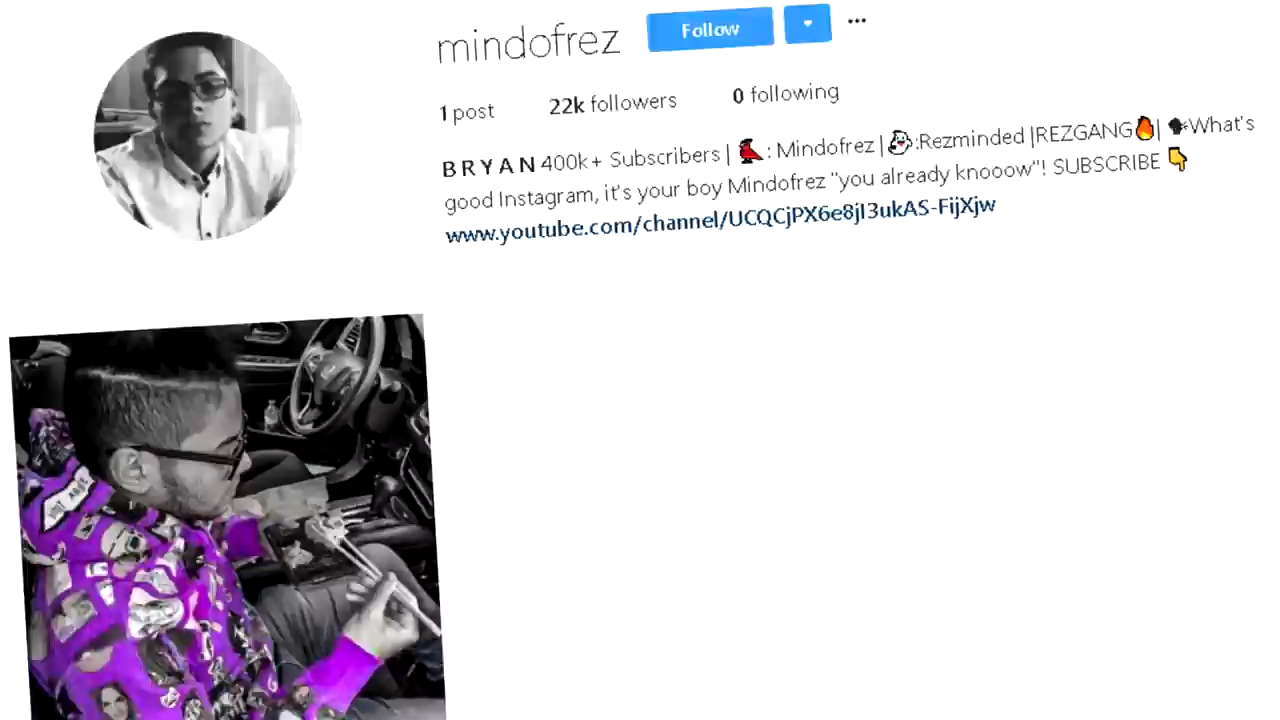 mindofrez Follow
1 post 22k followers 0 following
B R Y A N 400k+ Subscribers | : Mindofrez | :Rezminded |REZGANG🔥| 🗣What's
good Instagram, it's your boy Mindofrez "you already knooow"! SUBSCRIBE 👇
www.youtube.com/channel/UCQCjPX6e8jI3ukAS-FijXjw